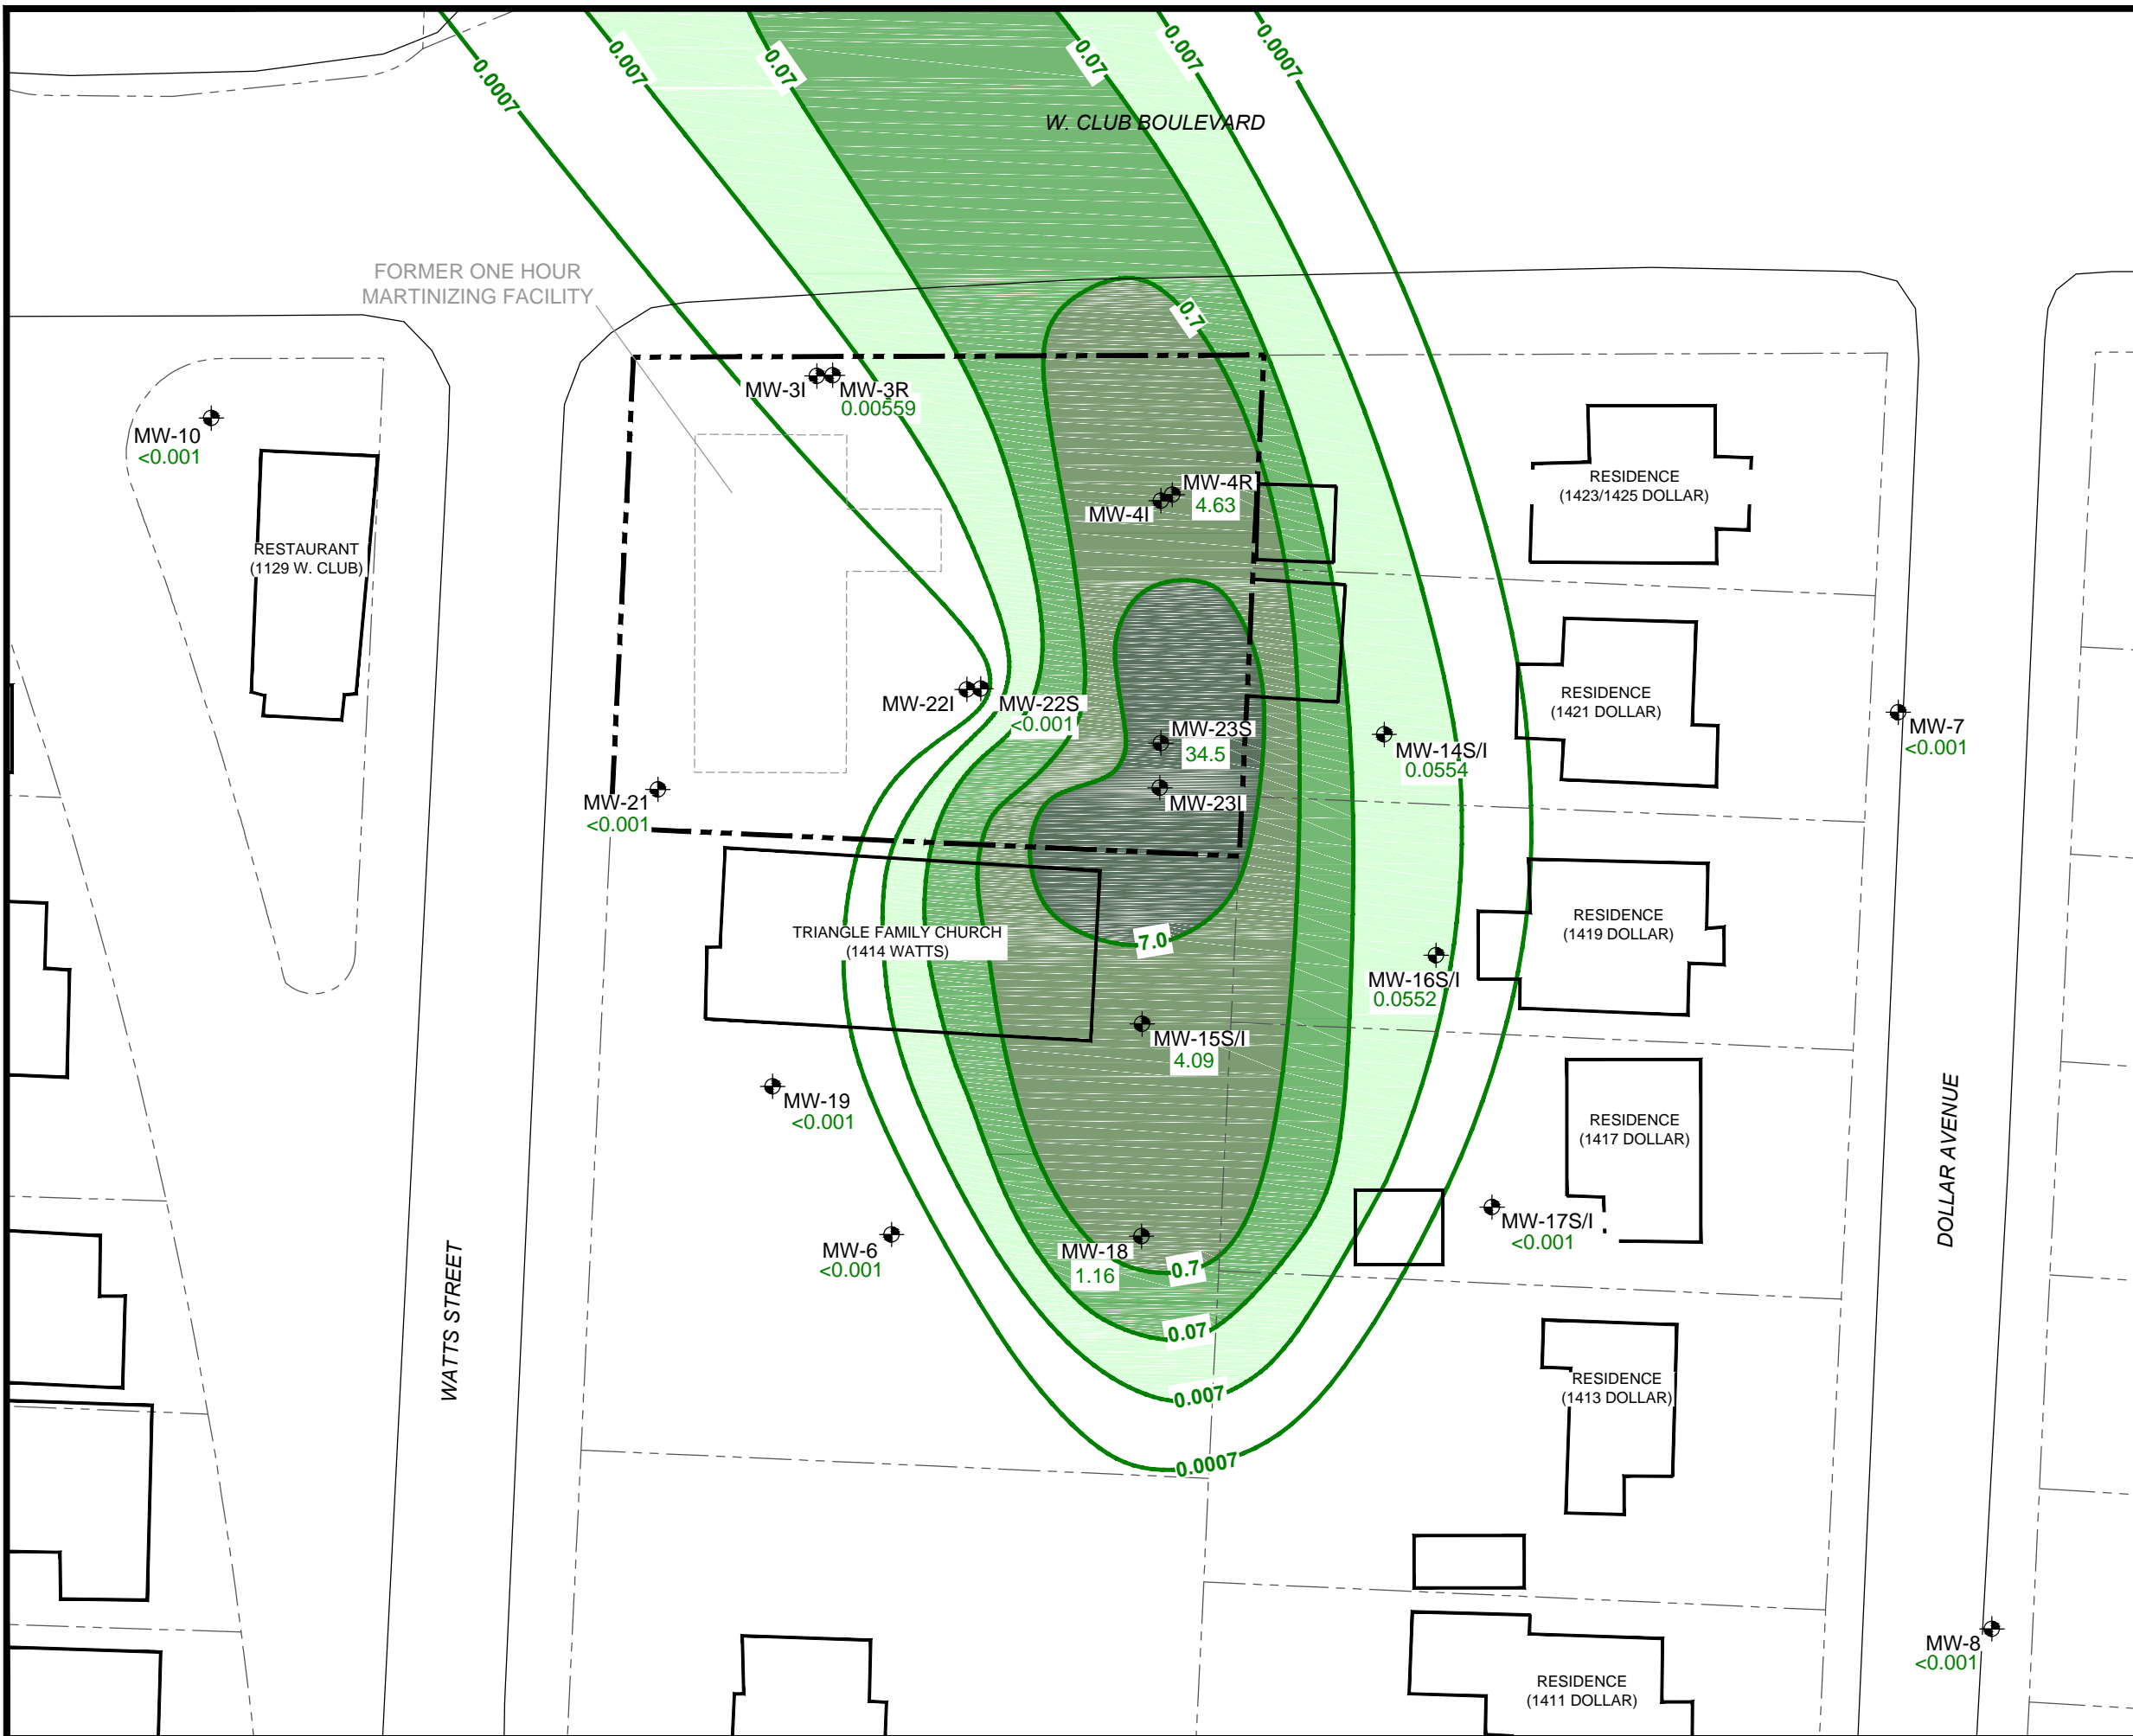 0.0007
0.007
0.07
0.07
0.007
0.0007
W. CLUB BOULEVARD
FORMER ONE HOUR
MARTINIZING FACILITY
0.7
MW-3I
MW-3R
0.00559
MW-10
<0.001
RESTAURANT
(1129 W. CLUB)
MW-4R
4.63
MW-4I
RESIDENCE
(1423/1425 DOLLAR)
MW-22I
MW-22S
<0.001
MW-23S
34.5
MW-23I
MW-14S/I
0.0554
RESIDENCE
(1421 DOLLAR)
MW-7
<0.001
MW-21
<0.001
TRIANGLE FAMILY CHURCH
(1414 WATTS)
7.0
MW-16S/I
0.0552
RESIDENCE
(1419 DOLLAR)
MW-15S/I
4.09
MW-19
<0.001
RESIDENCE
(1417 DOLLAR)
DOLLAR AVENUE
MW-6
<0.001
MW-18
1.16
0.7
MW-17S/I
<0.001
WATTS STREET
0.07
0.007
RESIDENCE
(1413 DOLLAR)
0.0007
MW-8
<0.001
RESIDENCE
(1411 DOLLAR)